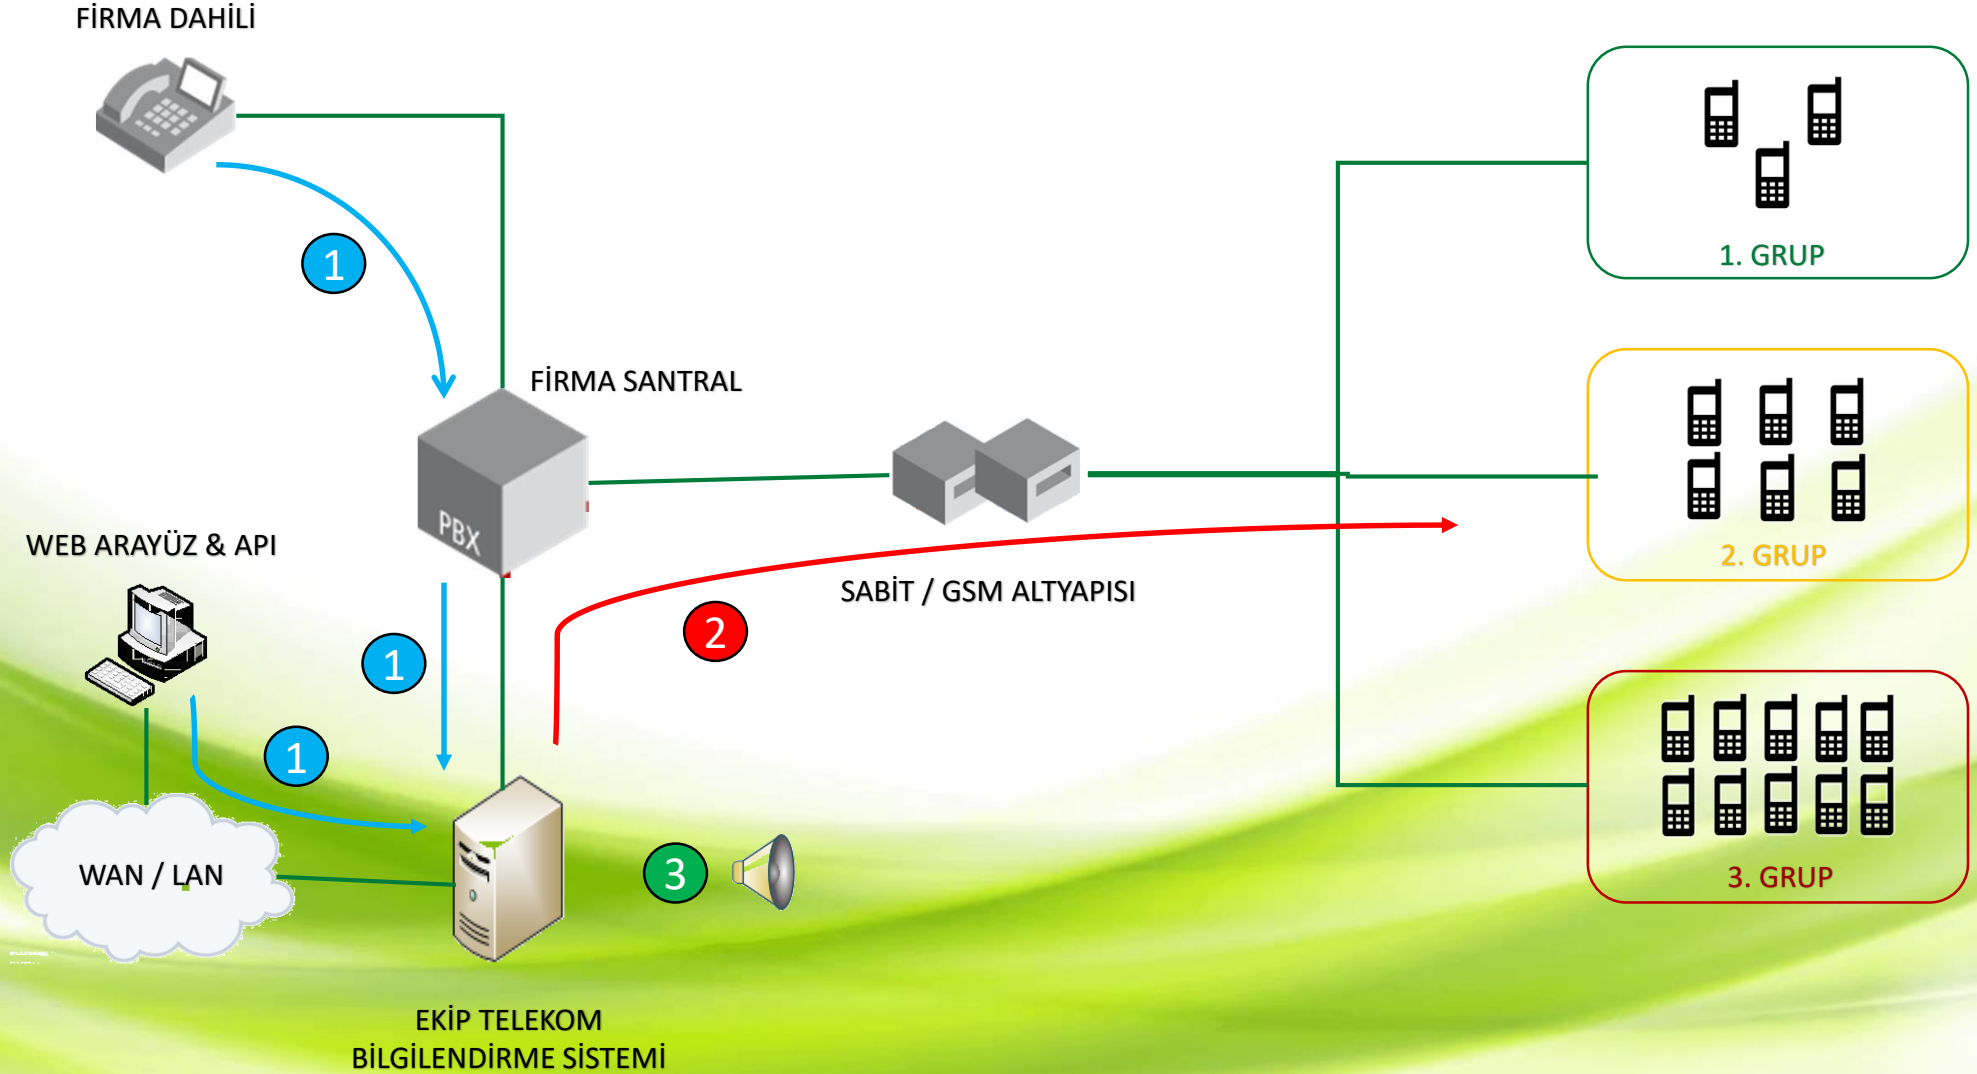 FİRMA DAHİLİ
1
FİRMA SANTRAL
PBX
WEB ARAYÜZ & API
1
1
2
SABİT / GSM ALTYAPISI
WAN / LAN
3
EKİP TELEKOM
BİLGİLENDİRME SİSTEMİ
1. GRUP
2. GRUP
3. GRUP